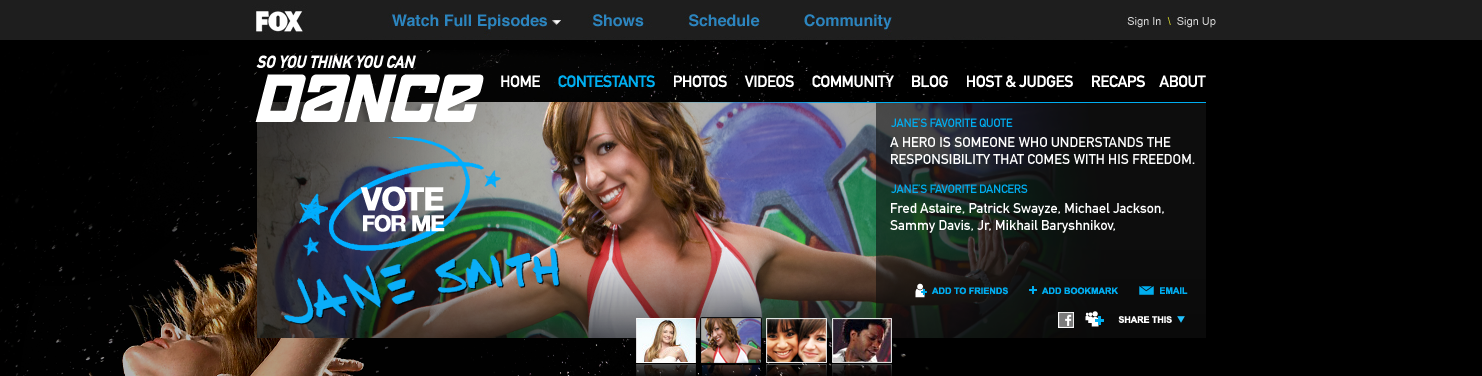 FOX
Watch Full Episodes
Shows
Schedule
Community
Sign In \ Sign Up
SO YOU THINK YOU CAN
DANCE
HOME
CONTESTANTS
PHOTOS
VIDEOS
COMMUNITY
BLOG
HOST & JUDGES
RECAPS
ABOUT
VOTE
FOR ME
JANE SMITH
JANE'S FAVORITE QUOTE
A HERO IS SOMEONE WHO UNDERSTANDS THE
RESPONSIBILITY THAT COMES WITH HIS FREEDOM.
JANE'S FAVORITE DANCERS
Fred Astaire, Patrick Swayze, Michael Jackson,
Sammy Davis, Jr, Mikhail Baryshnikov,
ADD TO FRIENDS
ADD BOOKMARK
EMAIL
f
SHARE THIS